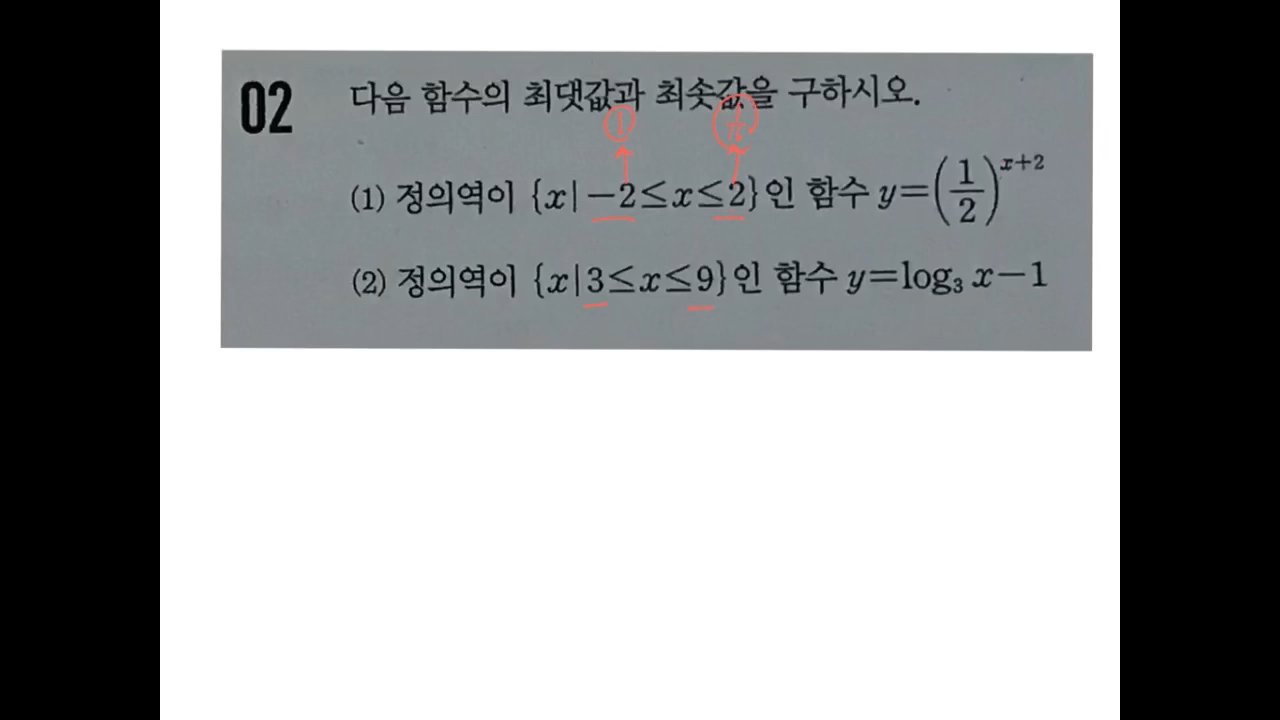 02 다음 함수의 최댓값과 최솟값을 구하시오.
① 1/16
(1) 정의역이 {x|−2≤x≤2}인 함수 y=(1/2)^{x+2}
(2) 정의역이 {x|3≤x≤9}인 함수 y=log₃ x−1